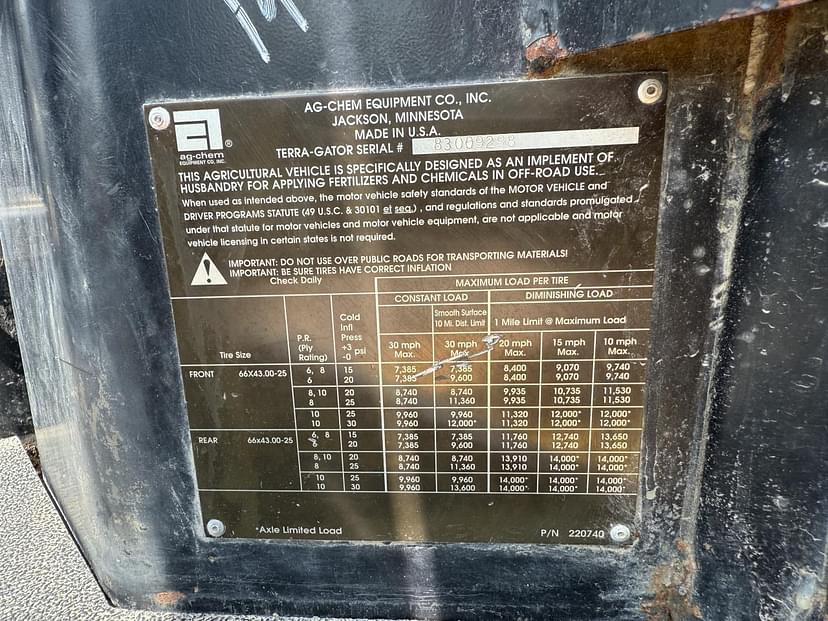 AG-CHEM EQUIPMENT CO., INC.
JACKSON, MINNESOTA
MADE IN U.S.A.
ag-chem ®
EQUIPMENT CO, INC.
TERRA-GATOR SERIAL # 83009298
THIS AGRICULTURAL VEHICLE IS SPECIFICALLY DESIGNED AS AN IMPLEMENT OF
HUSBANDRY FOR APPLYING FERTILIZERS AND CHEMICALS IN OFF-ROAD USE.
When used as intended above, the motor vehicle safety standards of the MOTOR VEHICLE and
DRIVER PROGRAMS STATUTE (49 U.S.C. & 30101 et seq.) , and regulations and standards promulgated
under that statute for motor vehicles and motor vehicle equipment, are not applicable and motor
vehicle licensing in certain states is not required.
IMPORTANT: DO NOT USE OVER PUBLIC ROADS FOR TRANSPORTING MATERIALS!
IMPORTANT: BE SURE TIRES HAVE CORRECT INFLATION
Check Daily
MAXIMUM LOAD PER TIRE
CONSTANT LOAD DIMINISHING LOAD
Smooth Surface
10 Mi. Dist. Limit 1 Mile Limit @ Maximum Load
Tire Size P.R. (Ply Rating) Cold Infl Press +3 -0 psi 30 mph Max. 30 mph Max. 20 mph Max. 15 mph Max. 10 mph Max.
FRONT 66X43.00-25 6, 8 15 7,385 7,385 8,400 9,070 9,740
6 20 7,385 9,600 8,400 9,070 9,740
8, 10 20 8,740 8,740 9,935 10,735 11,530
8 25 8,740 11,360 9,935 10,735 11,530
10 25 9,960 9,960 11,320 12,000* 12,000*
10 30 9,960 12,000* 11,320 12,000* 12,000*
REAR 66x43.00-25 6, 8 15 7,385 7,385 11,760 12,740 13,650
6 20 7,385 9,600 11,760 12,740 13,650
8, 10 20 8,740 8,740 13,910 14,000* 14,000*
8 25 8,740 11,360 13,910 14,000* 14,000*
10 25 9,960 9,960 14,000* 14,000* 14,000*
10 30 9,960 13,600 14,000* 14,000* 14,000*
*Axle Limited Load P/N 220740